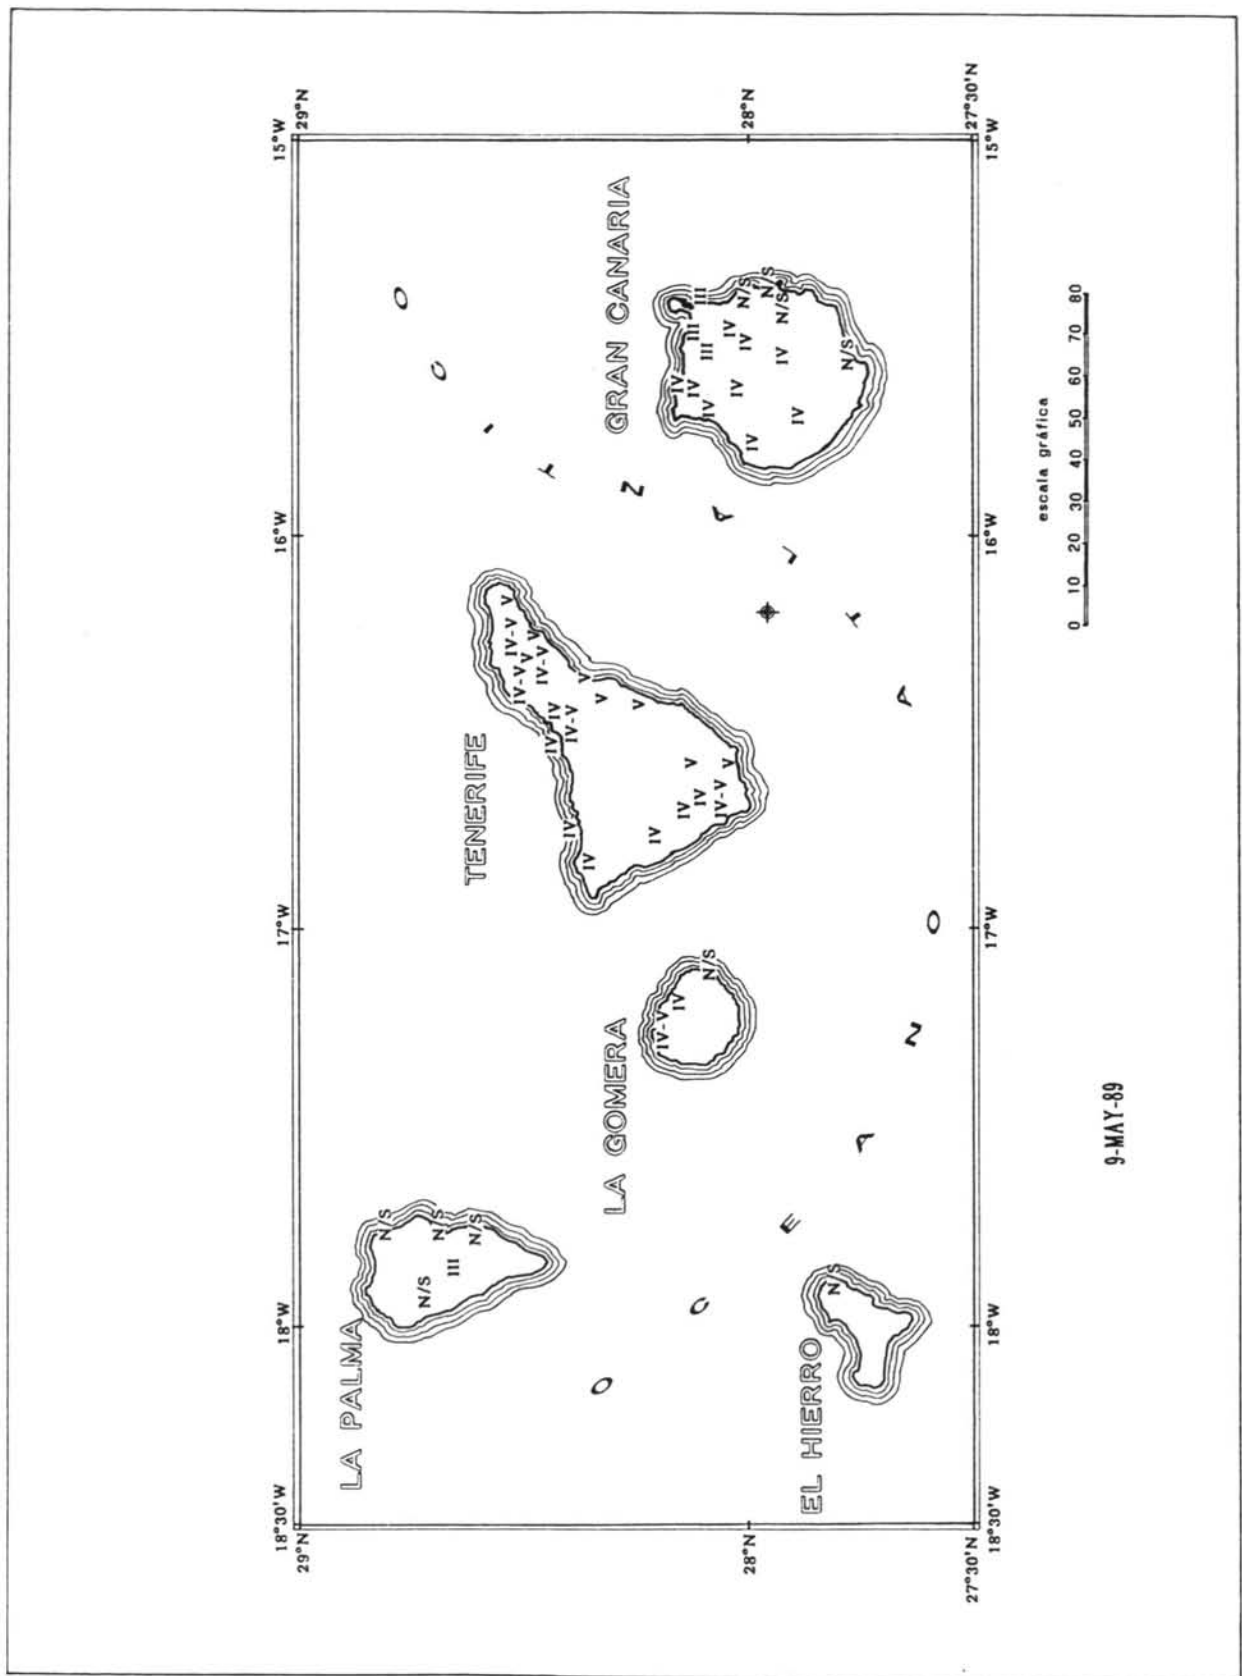 18°30'W 18°W 17°W 16°W 15°W
29°N 29°N
LA PALMA
N/S
N/S
N/S
III
N/S
TENERIFE
V
IV-V
IV-V
V
V
IV-V
IV
IV
IV-V
IV
V
IV
V
V
IV
IV
V
IV
IV-V
V
LA GOMERA
IV-V
IV
N/S
GRAN CANARIA
IV
IV
III
III
III
IV
IV
IV
IV
N/S
IV
N/S
IV
N/S
IV
N/S
EL HIERRO
N/S
OCEANO ATLANTICO
28°N 28°N
27°30'N 27°30'N
18°30'W 18°W 17°W 16°W 15°W
escala gráfica
0 10 20 30 40 50 60 70 80
9-MAY-89